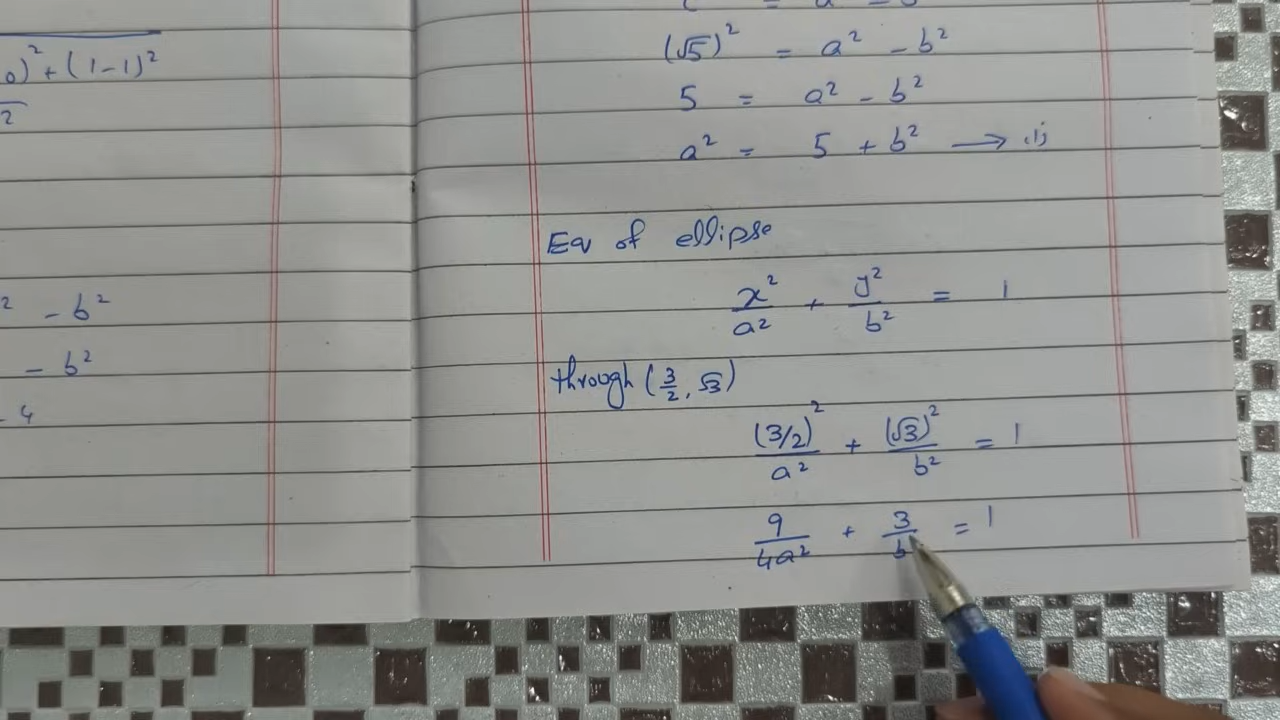 0)² + (1-1)²
2
² - b²
- b²
- 4
(√5)² = a² - b²
5 = a² - b²
a² = 5 + b² → (i)
Eq of ellipse
x²/a² + y²/b² = 1
through (3/2, √3)
(3/2)²/a² + (√3)²/b² = 1
9/4a² + 3/b = 1